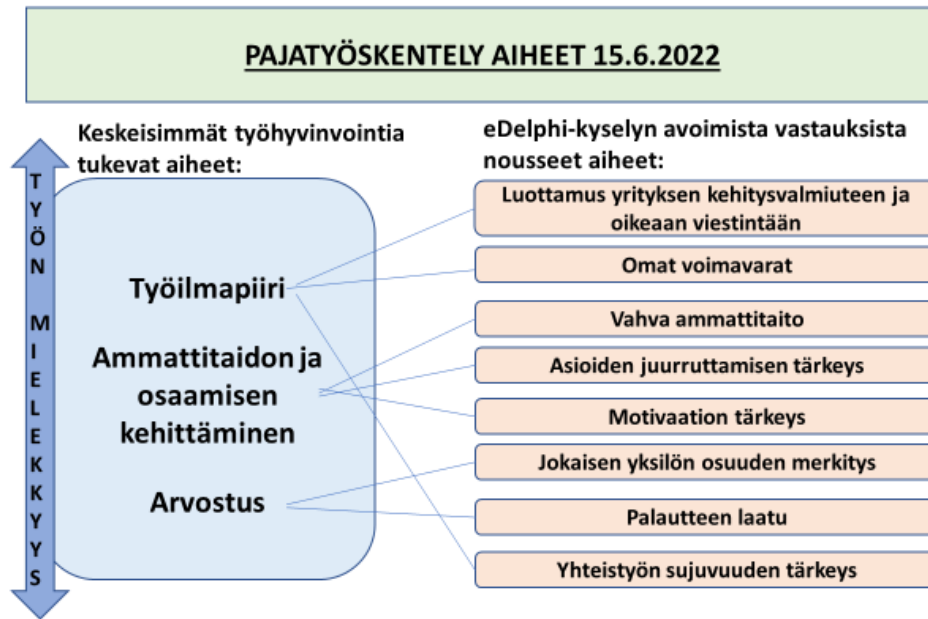 PAJATYÖSKENTELY AIHEET 15.6.2022
Keskeisimmät työhyvinvointia
tukevat aiheet:
eDelphi-kyselyn avoimista vastauksista
nousseet aiheet:
TYÖN MIELEKKYYS
Työilmapiiri
Ammattitaidon ja
osaamisen
kehittäminen
Arvostus
Luottamus yrityksen kehitysvalmiuteen ja
oikeaan viestintään
Omat voimavarat
Vahva ammattitaito
Asioiden juurruttamisen tärkeys
Motivaation tärkeys
Jokaisen yksilön osuuden merkitys
Palautteen laatu
Yhteistyön sujuvuuden tärkeys